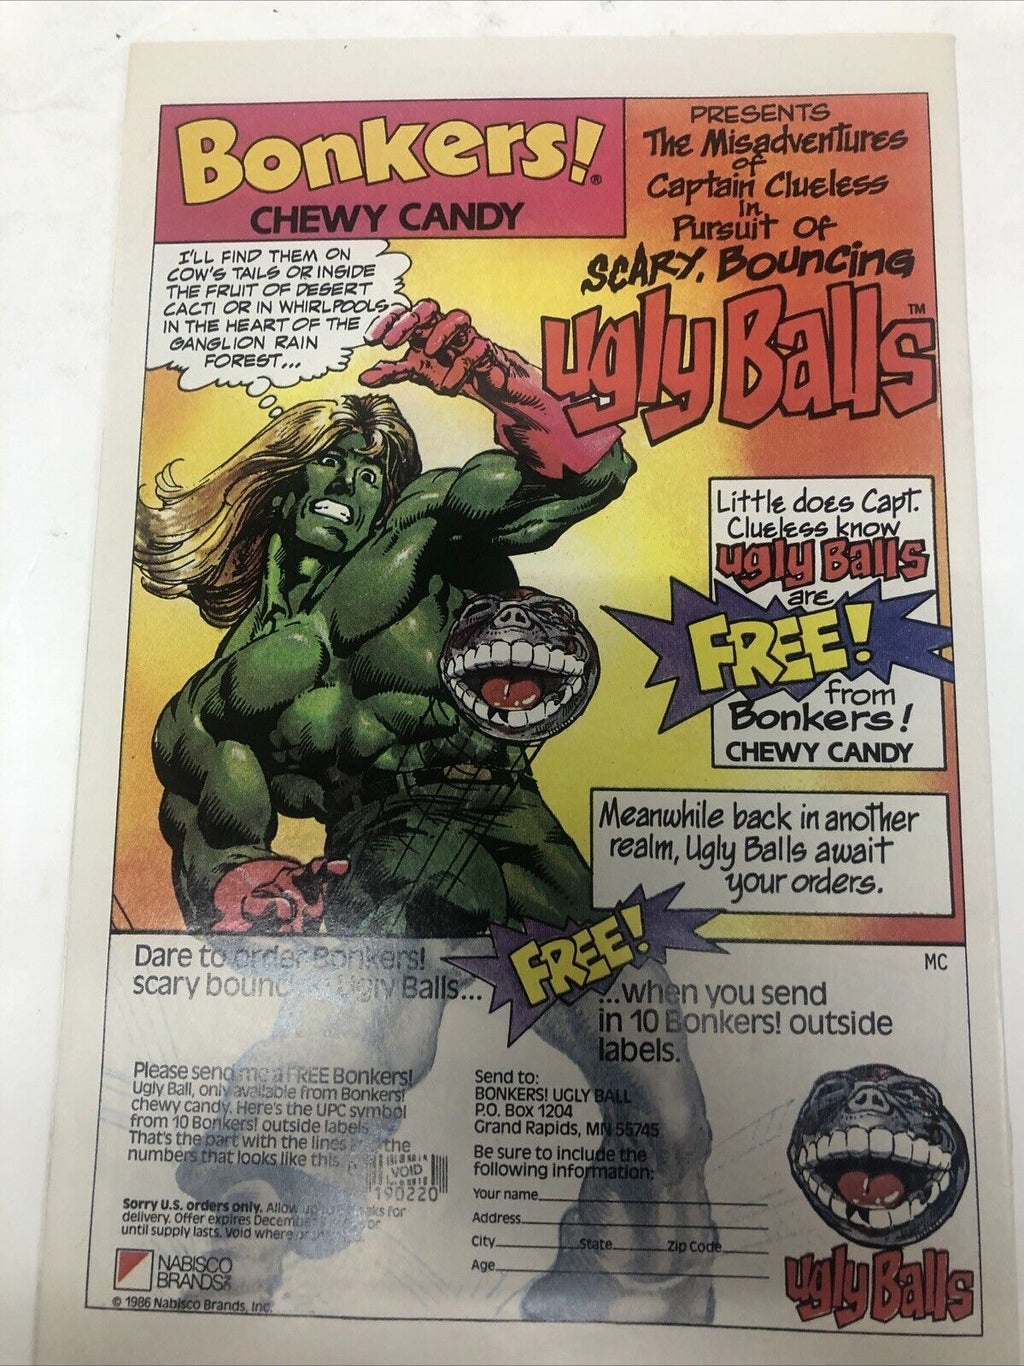 Bonkers!®
CHEWY CANDY
PRESENTS
The Misadventures
of
Captain Clueless
In
Pursuit Of
SCARY, Bouncing
ugly Balls™
I'LL FIND THEM ON
COW'S TAILS OR INSIDE
THE FRUIT OF DESERT
CACTI OR IN WHIRLPOOLS
IN THE HEART OF THE
GANGLION RAIN
FOREST...
Little does Capt.
Clueless know
ugly Balls
are
FREE!
from
Bonkers!
CHEWY CANDY
Meanwhile back in another
realm, Ugly Balls await
your orders.
FREE!
MC
Dare to order Bonkers!
scary Ugly Balls...
...when you send
in 10 Bonkers! outside
labels.
Please send me a FREE Bonkers!
Ugly Ball, only available from Bonkers!
chewy candy. Here's the UPC symbol
from 10 Bonkers! outside labels.
That's the part with the lines the
numbers that looks like this.
VOID
190220
Sorry U.S. orders only. Allow for
delivery. Offer expires or
until supply lasts. Void where
NABISCO
BRANDS
© 1986 Nabisco Brands, Inc.
Send to:
BONKERS! UGLY BALL
P.O. Box 1204
Grand Rapids, MN 55745
Be sure to include the
following information:
Your name
Address
City State Zip Code
Age
ugly Balls